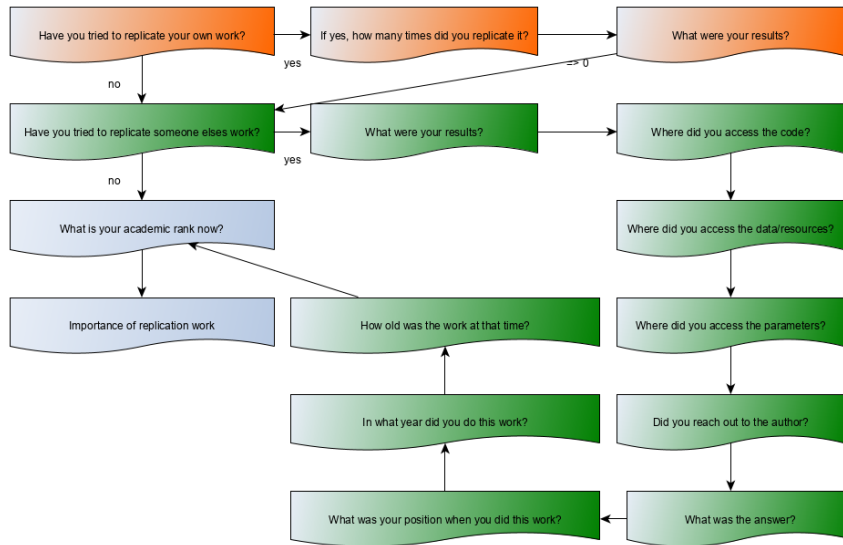 Have you tried to replicate your own work?
If yes, how many times did you replicate it?
What were your results?
yes
=> 0
no
Have you tried to replicate someone elses work?
What were your results?
Where did you access the code?
yes
no
What is your academic rank now?
Where did you access the data/resources?
Importance of replication work
How old was the work at that time?
Where did you access the parameters?
In what year did you do this work?
Did you reach out to the author?
What was your position when you did this work?
What was the answer?